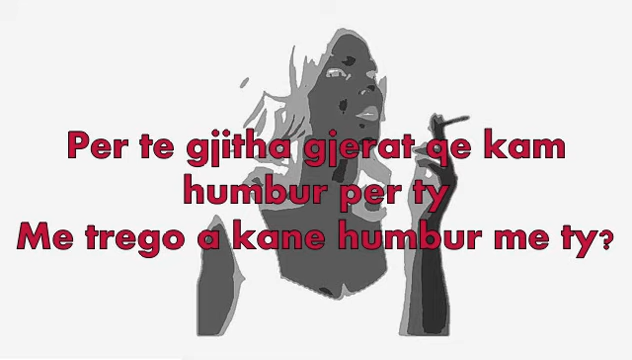 Per te gjitha gjerat qe kam
humbur per ty
Me trego a kane humbur me ty?